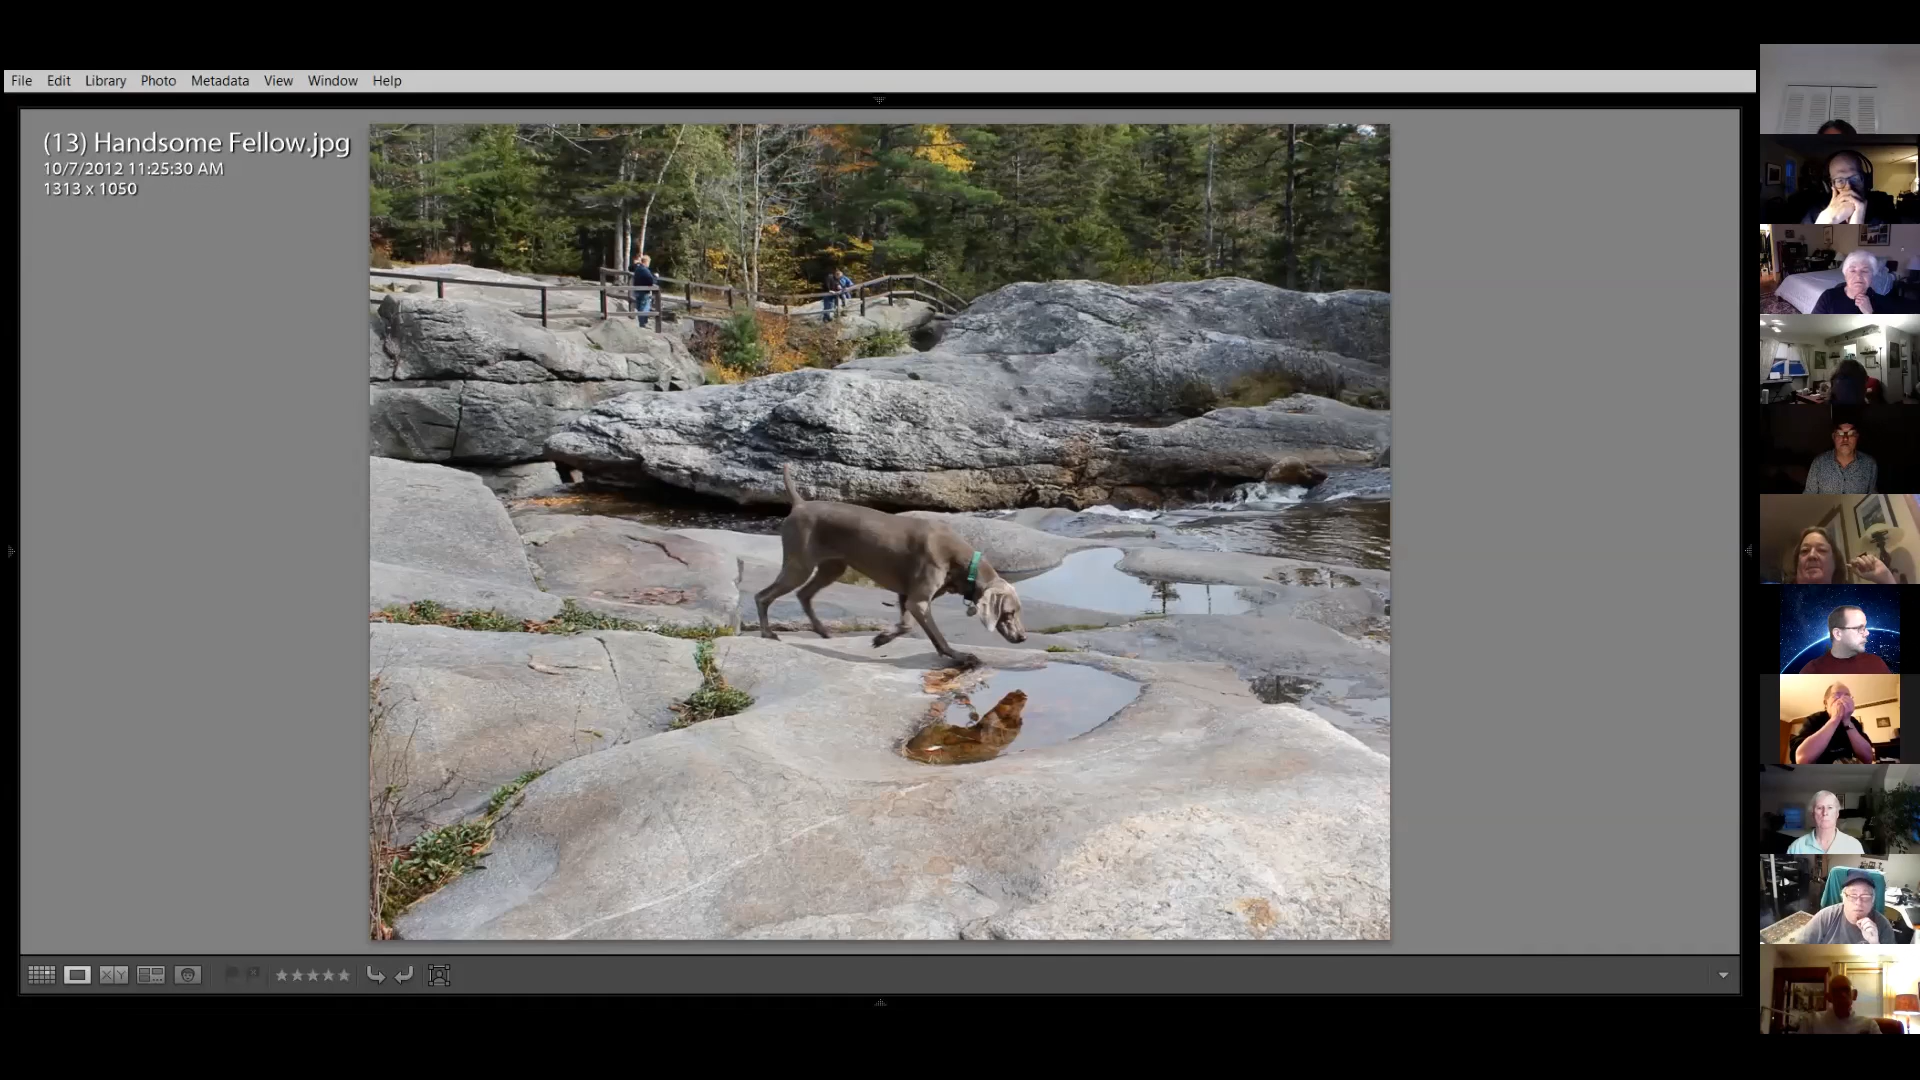 File Edit Library Photo Metadata View Window Help
(13) Handsome Fellow.jpg
10/7/2012 11:25:30 AM
1313 x 1050
X Y